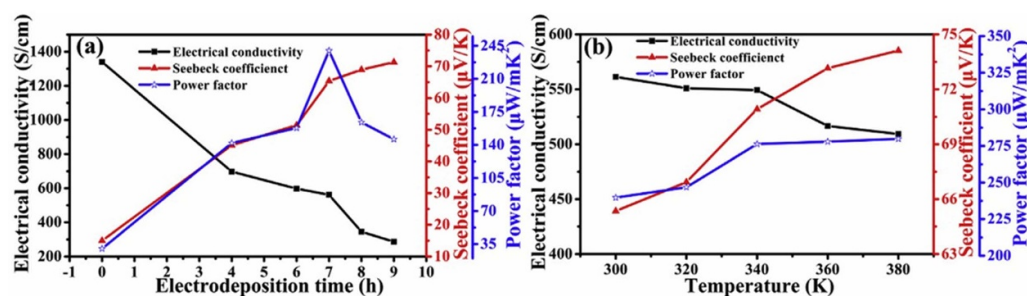 (a)
Electrical conductivity
Seebeck coefficienct
Power factor
Electrical conductivity (S/cm)
1400
1200
1000
800
600
400
200
-1 0 1 2 3 4 5 6 7 8 9 10
Electrodeposition time (h)
80
70
60
50
40
30
20
10
Seebeck coefficient (μV/K)
245
210
175
140
105
70
35
Power factor (μW/mK²)
(b)
Electrical conductivity
Seebeck coefficienct
Power factor
Electrical conductivity (S/cm)
600
550
500
450
400
300 320 340 360 380
Temperature (K)
75
72
69
66
63
Seebeck coefficient (μV/K)
350
325
300
275
250
225
200
Power factor (μW/mK²)